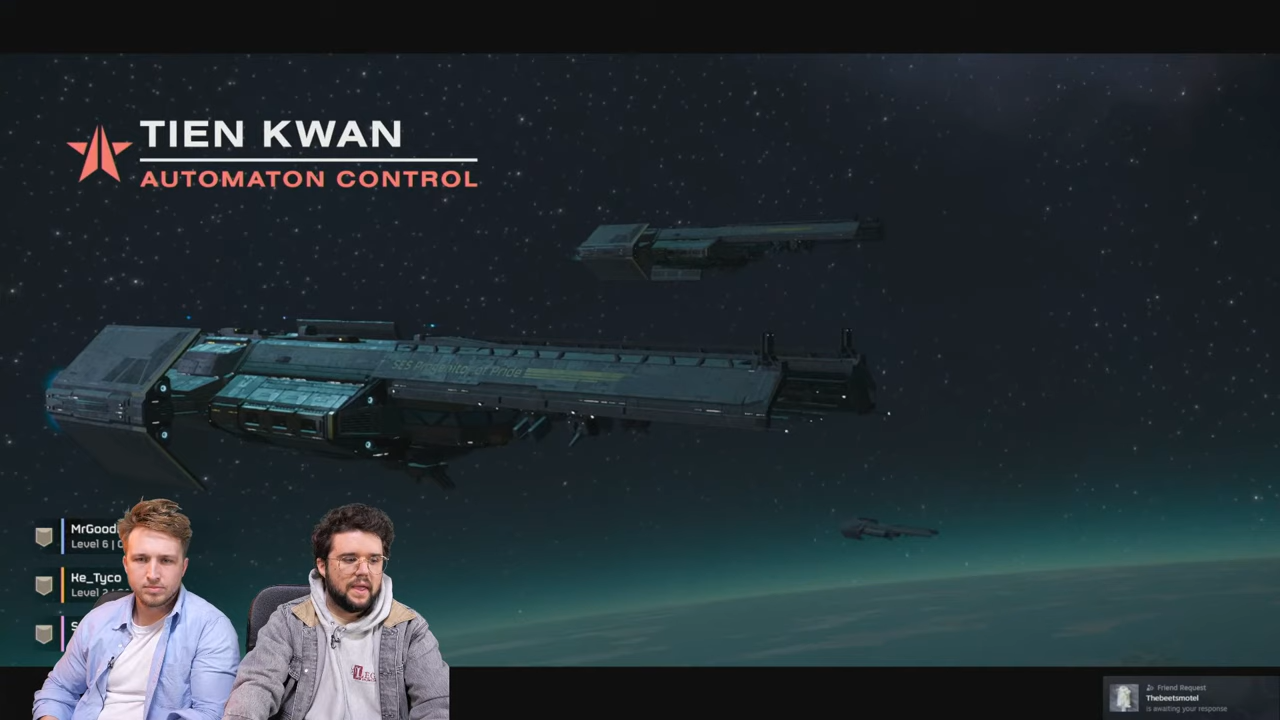 TIEN KWAN
AUTOMATON CONTROL
SES Progenitor of Pride
MrGood
Level 6 |
Ke_Tyco
Level 2 |
S
Friend Request
Thebeetsmotel
is awaiting your response